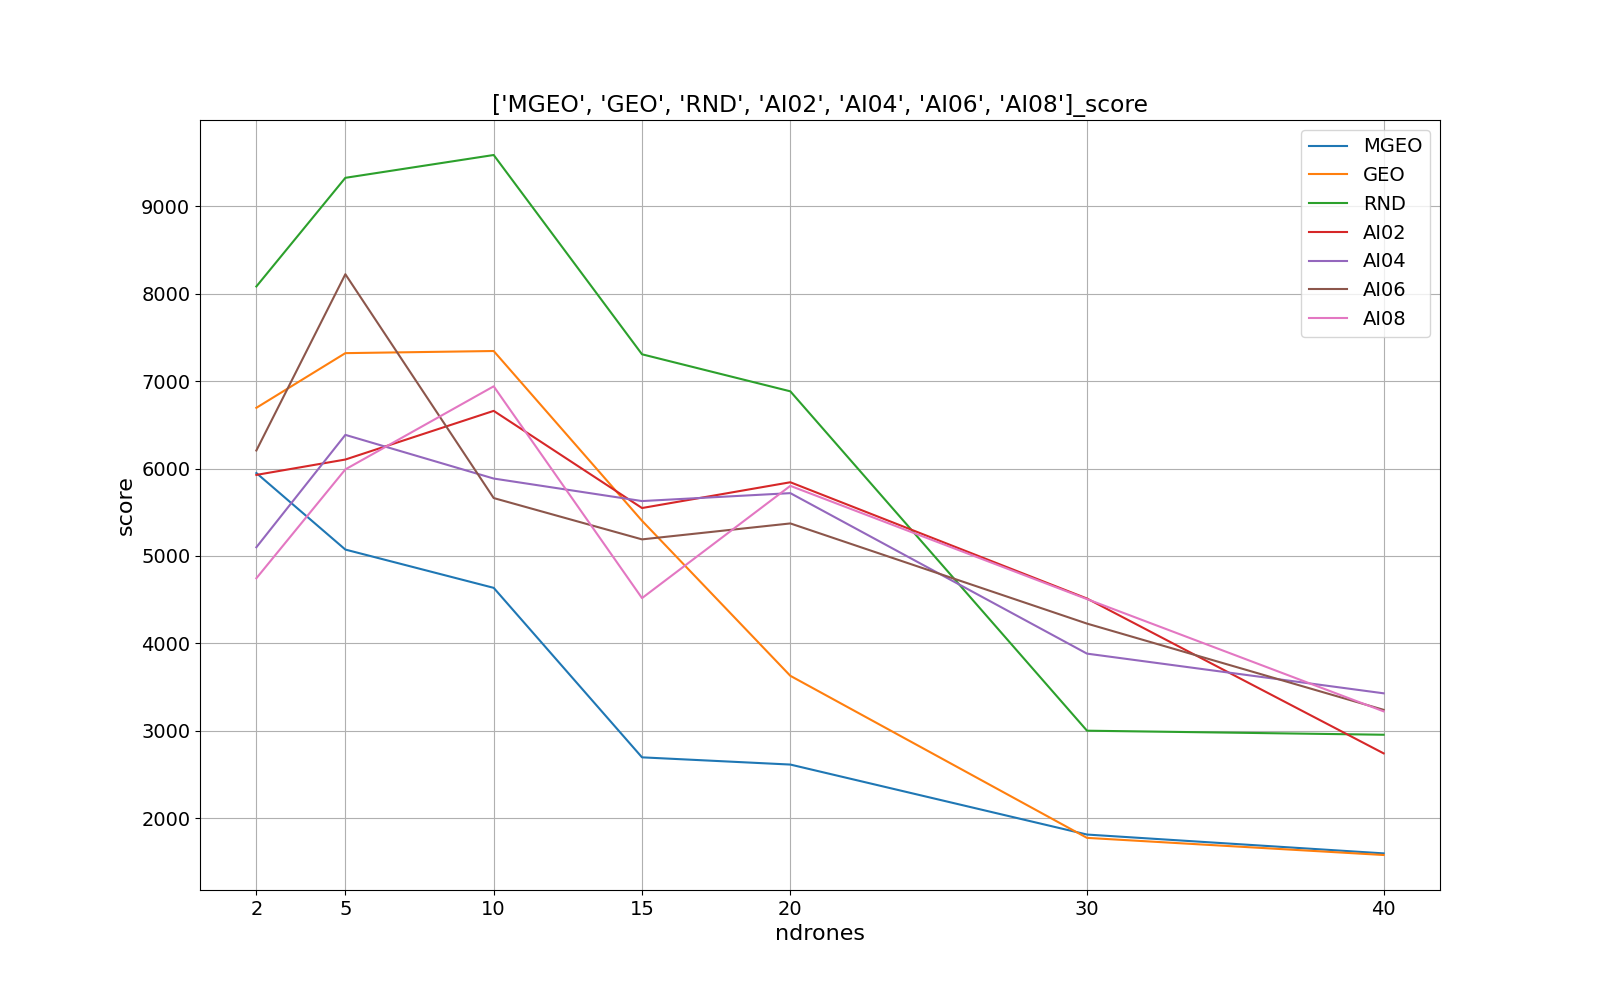 ['MGEO', 'GEO', 'RND', 'AI02', 'AI04', 'AI06', 'AI08']_score
MGEO
GEO
RND
AI02
AI04
AI06
AI08
9000
8000
7000
6000
5000
4000
3000
2000
score
2 5 10 15 20 30 40
ndrones